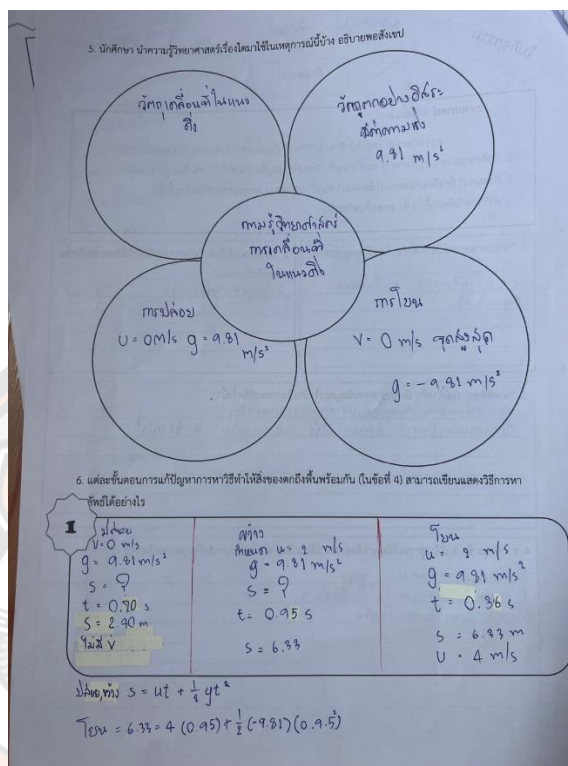 5. นักศึกษา นำความรู้วิทยาศาสตร์เรื่องใดมาใช้ในเหตุการณ์นี้บ้าง อธิบายพอสังเขป
วัตถุเคลื่อนที่ในแนว
ดิ่ง
วัตถุตกอย่างอิสระ
มีค่าความเร่ง
9.81 m/s²
ความรู้วิทยาศาสตร์
การเคลื่อนที่
ในแนวดิ่ง
การปล่อย
U = 0 m/s g = 9.81
m/s²
การโยน
V = 0 m/s จุดสูงสุด
g = -9.81 m/s²
6. แต่ละขั้นตอนการแก้ปัญหาการหาวิธีทำให้สิ่งของตกถึงพื้นพร้อมกัน (ในข้อที่ 4) สามารถเขียนแสดงวิธีการหา
ลัพธ์ได้อย่างไร
1
ปล่อย
V = 0 m/s
g = 9.81 m/s²
s = ?
t = 0.70 s
S = 2.40 m
ไม่มี v
ขว้าง
กำหนด u = 2 m/s
g = 9.81 m/s²
s = ?
t = 0.95 s
s = 6.33
โยน
u = ? m/s
g = 9.81 m/s²
t = 0.36 s
s = 6.33 m
U = 4 m/s
ปล่อย, ขว้าง s = ut + ½ gt²
โยน = 6.33 = 4 (0.95) + ½ (-9.81) (0.95²)